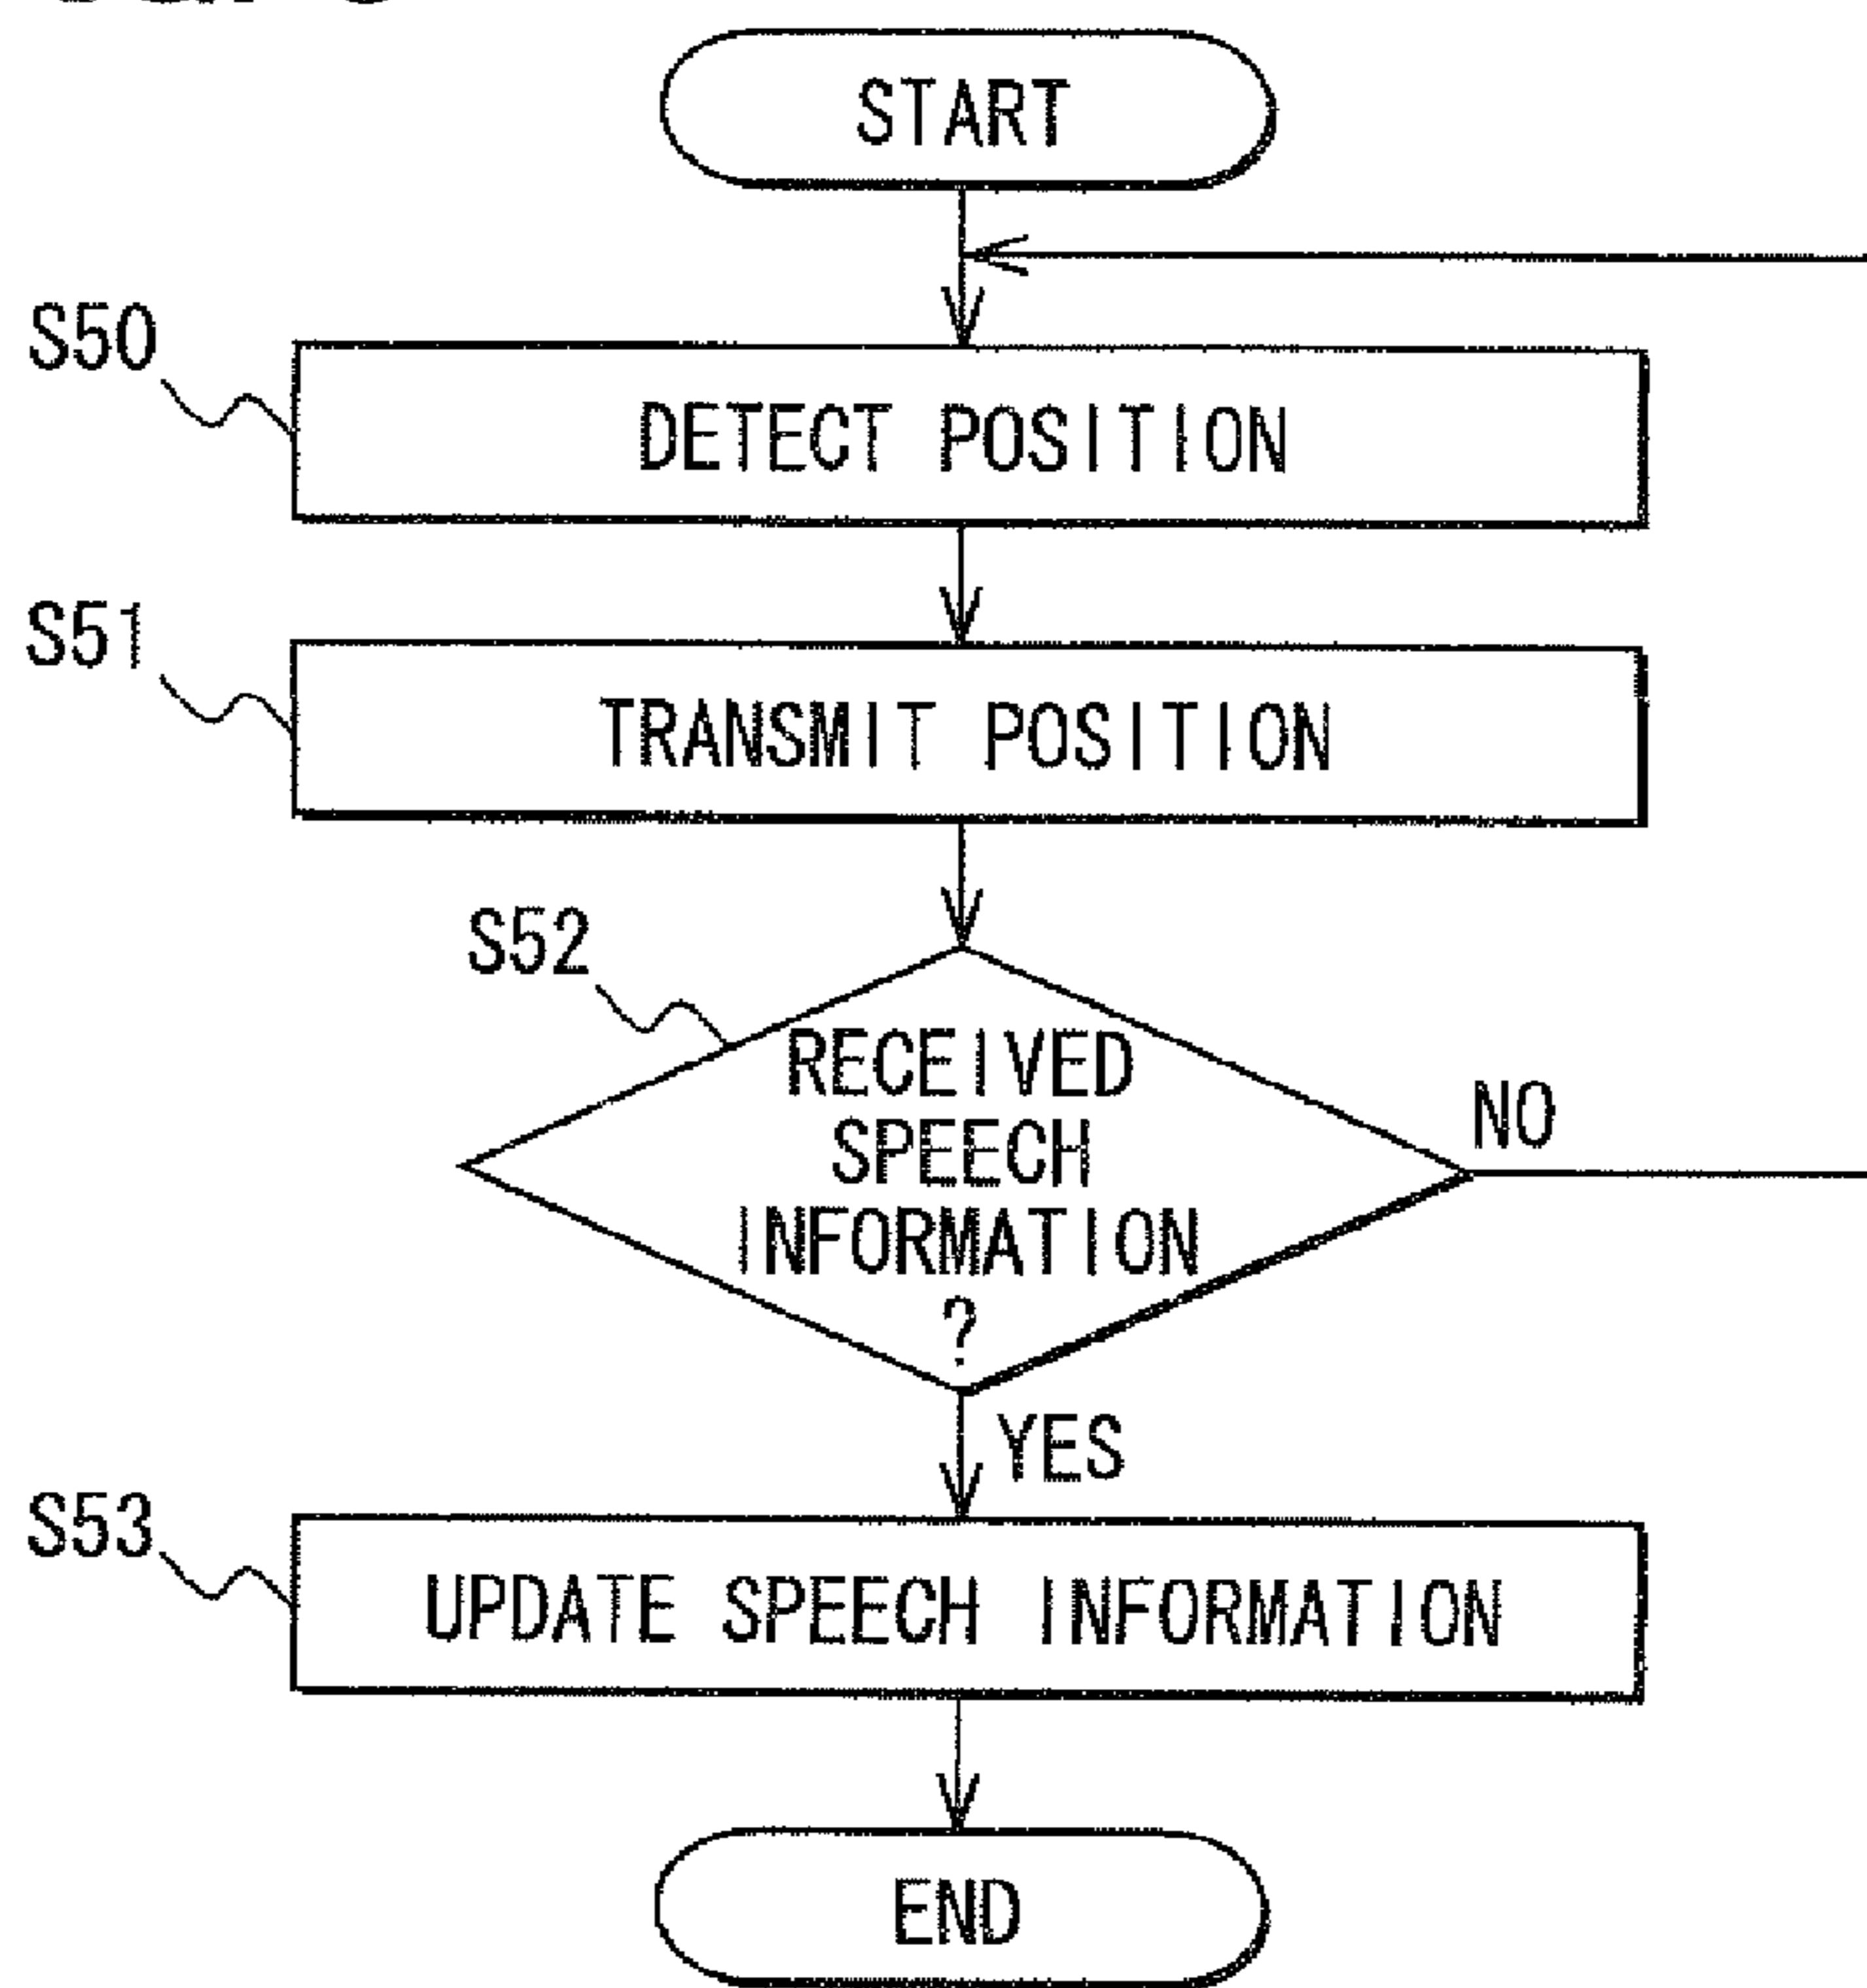 START
S50
DETECT POSITION
S51
TRANSMIT POSITION
S52
RECEIVED
SPEECH
INFORMATION
?
NO
YES
S53
UPDATE SPEECH INFORMATION
END